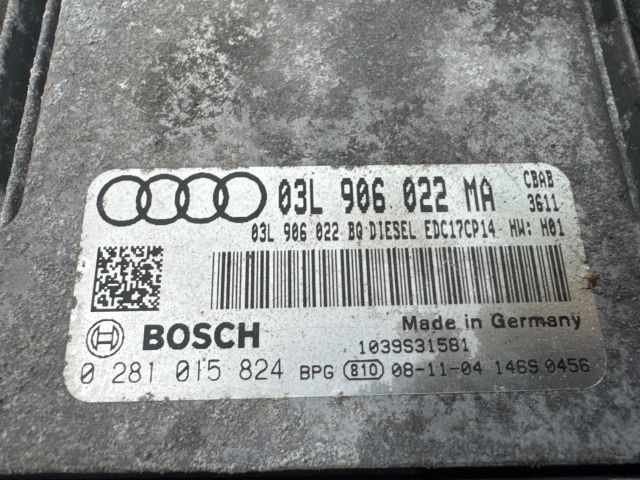 03L 906 022 MA CBAB
3611
03L 906 022 BQ DIESEL EDC17CP14 HW: H01
Made in Germany
BOSCH 1039S31581
0 281 015 824 BPG 810 08-11-04 1469 0456